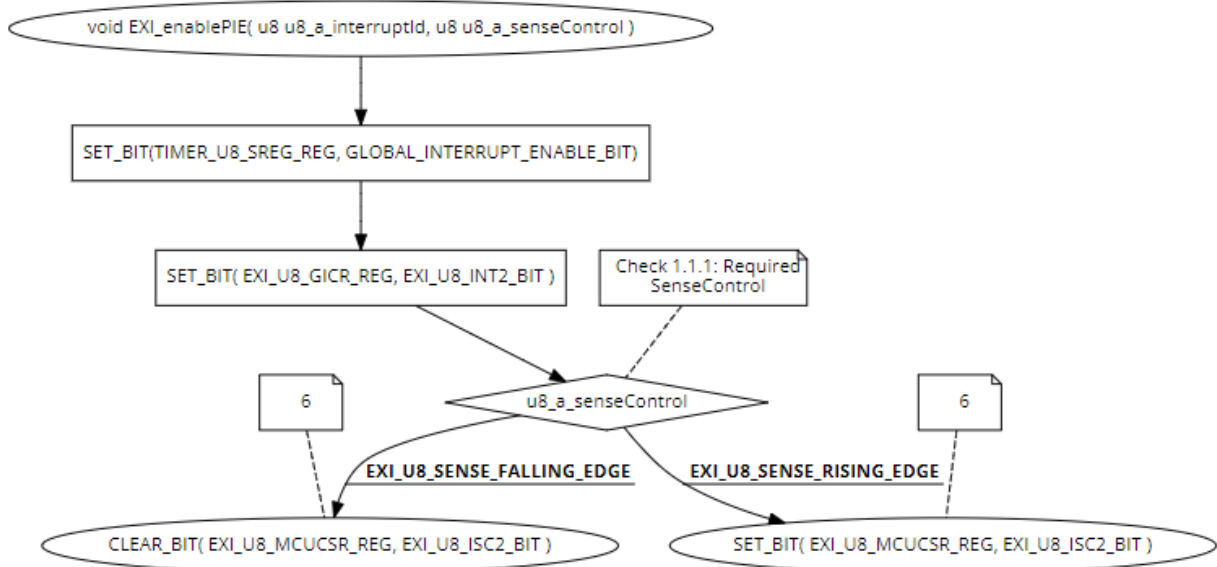 void EXI_enablePIE( u8 u8_a_interruptId, u8 u8_a_senseControl )
SET_BIT(TIMER_U8_SREG_REG, GLOBAL_INTERRUPT_ENABLE_BIT)
SET_BIT( EXI_U8_GICR_REG, EXI_U8_INT2_BIT )
Check 1.1.1: Required
SenseControl
6
u8_a_senseControl
6
EXI_U8_SENSE_FALLING_EDGE
EXI_U8_SENSE_RISING_EDGE
CLEAR_BIT( EXI_U8_MCUCSR_REG, EXI_U8_ISC2_BIT )
SET_BIT( EXI_U8_MCUCSR_REG, EXI_U8_ISC2_BIT )